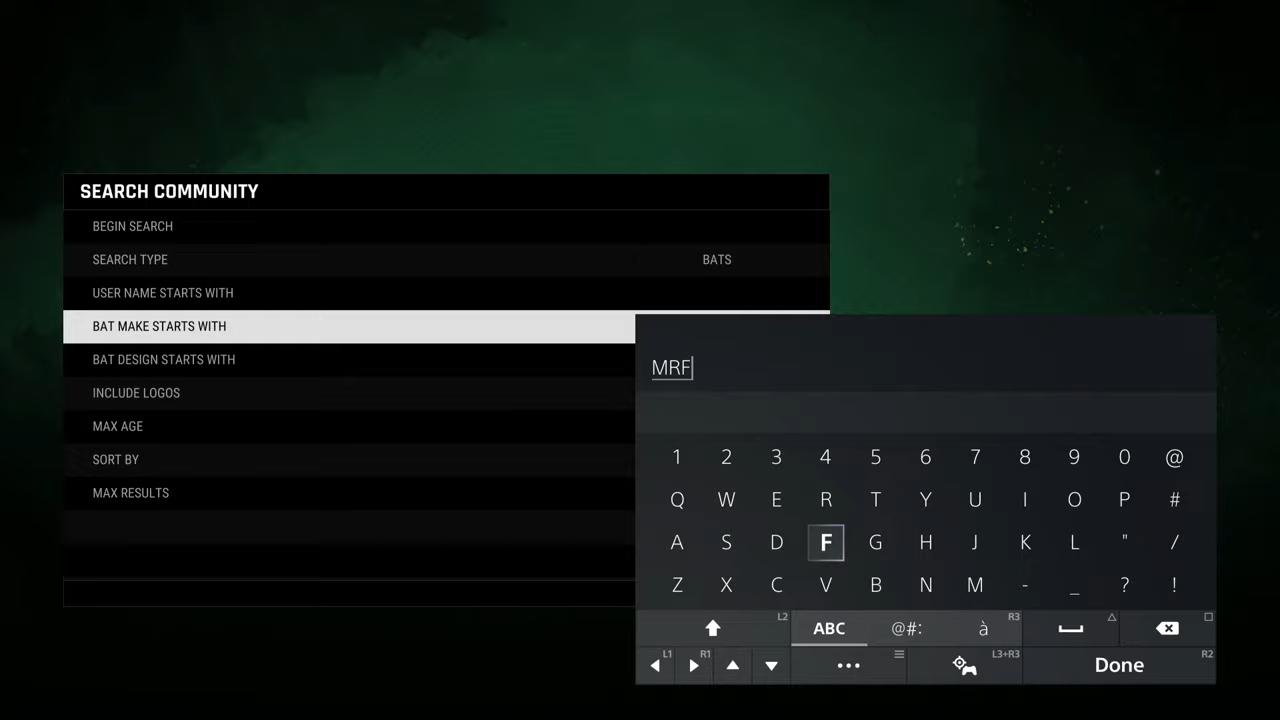 SEARCH COMMUNITY
BEGIN SEARCH
SEARCH TYPE BATS
USER NAME STARTS WITH
BAT MAKE STARTS WITH
BAT DESIGN STARTS WITH
INCLUDE LOGOS
MAX AGE
SORT BY
MAX RESULTS
MRF
1 2 3 4 5 6 7 8 9 0 @
Q W E R T Y U I O P #
A S D F G H J K L " /
Z X C V B N M - _ ? !
L2 ABC @#: à R3
L1 R1 ••• L3+R3 Done R2